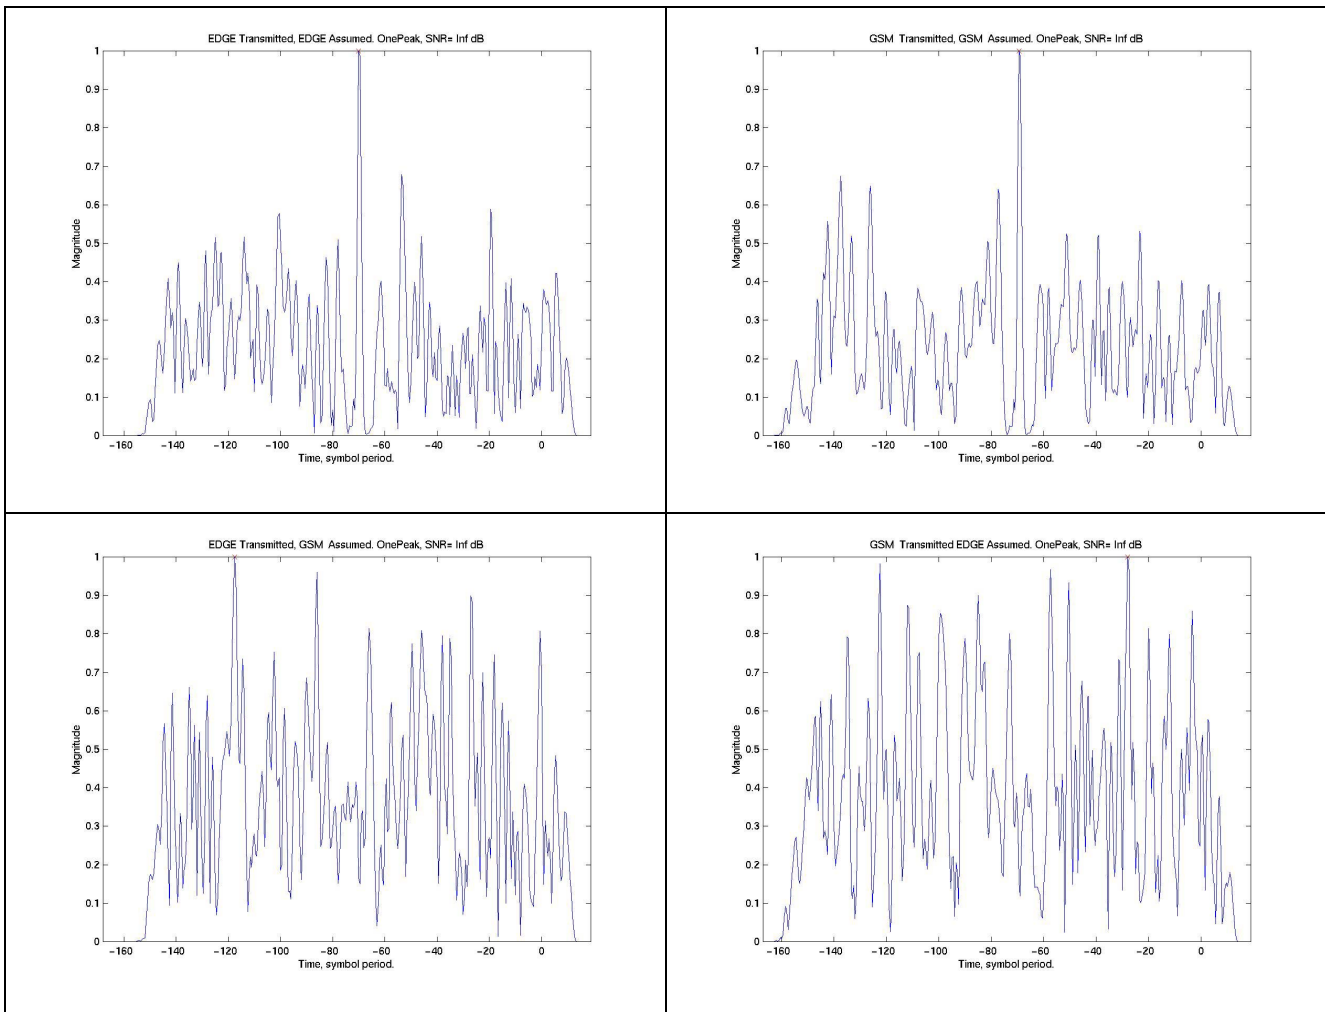 EDGE Transmitted, EDGE Assumed. OnePeak, SNR= Inf dB
1
0.9
0.8
0.7
0.6
0.5
0.4
0.3
0.2
0.1
0
Magnitude
-160 -140 -120 -100 -80 -60 -40 -20 0
Time, symbol period.
GSM Transmitted, GSM Assumed. OnePeak, SNR= Inf dB
1
0.9
0.8
0.7
0.6
0.5
0.4
0.3
0.2
0.1
0
Magnitude
-160 -140 -120 -100 -80 -60 -40 -20 0
Time, symbol period.
EDGE Transmitted, GSM Assumed. OnePeak, SNR= Inf dB
1
0.9
0.8
0.7
0.6
0.5
0.4
0.3
0.2
0.1
0
Magnitude
-160 -140 -120 -100 -80 -60 -40 -20 0
Time, symbol period.
GSM Transmitted EDGE Assumed. OnePeak, SNR= Inf dB
1
0.9
0.8
0.7
0.6
0.5
0.4
0.3
0.2
0.1
0
Magnitude
-160 -140 -120 -100 -80 -60 -40 -20 0
Time, symbol period.